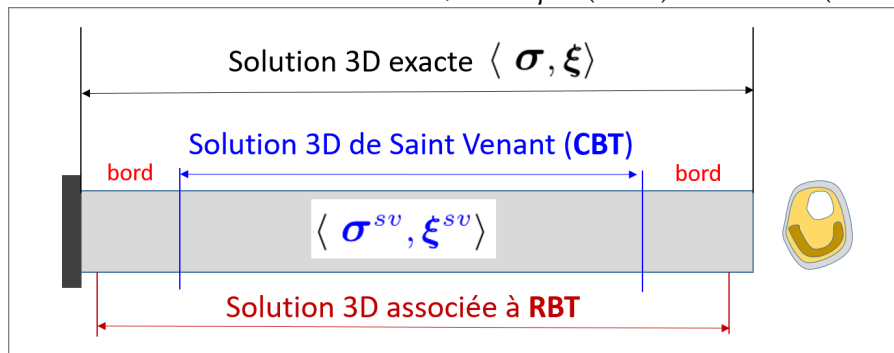 Solution 3D exacte ⟨ σ, ξ⟩
Solution 3D de Saint Venant (CBT)
bord bord
⟨ σ^{sv}, ξ^{sv}⟩
Solution 3D associée à RBT